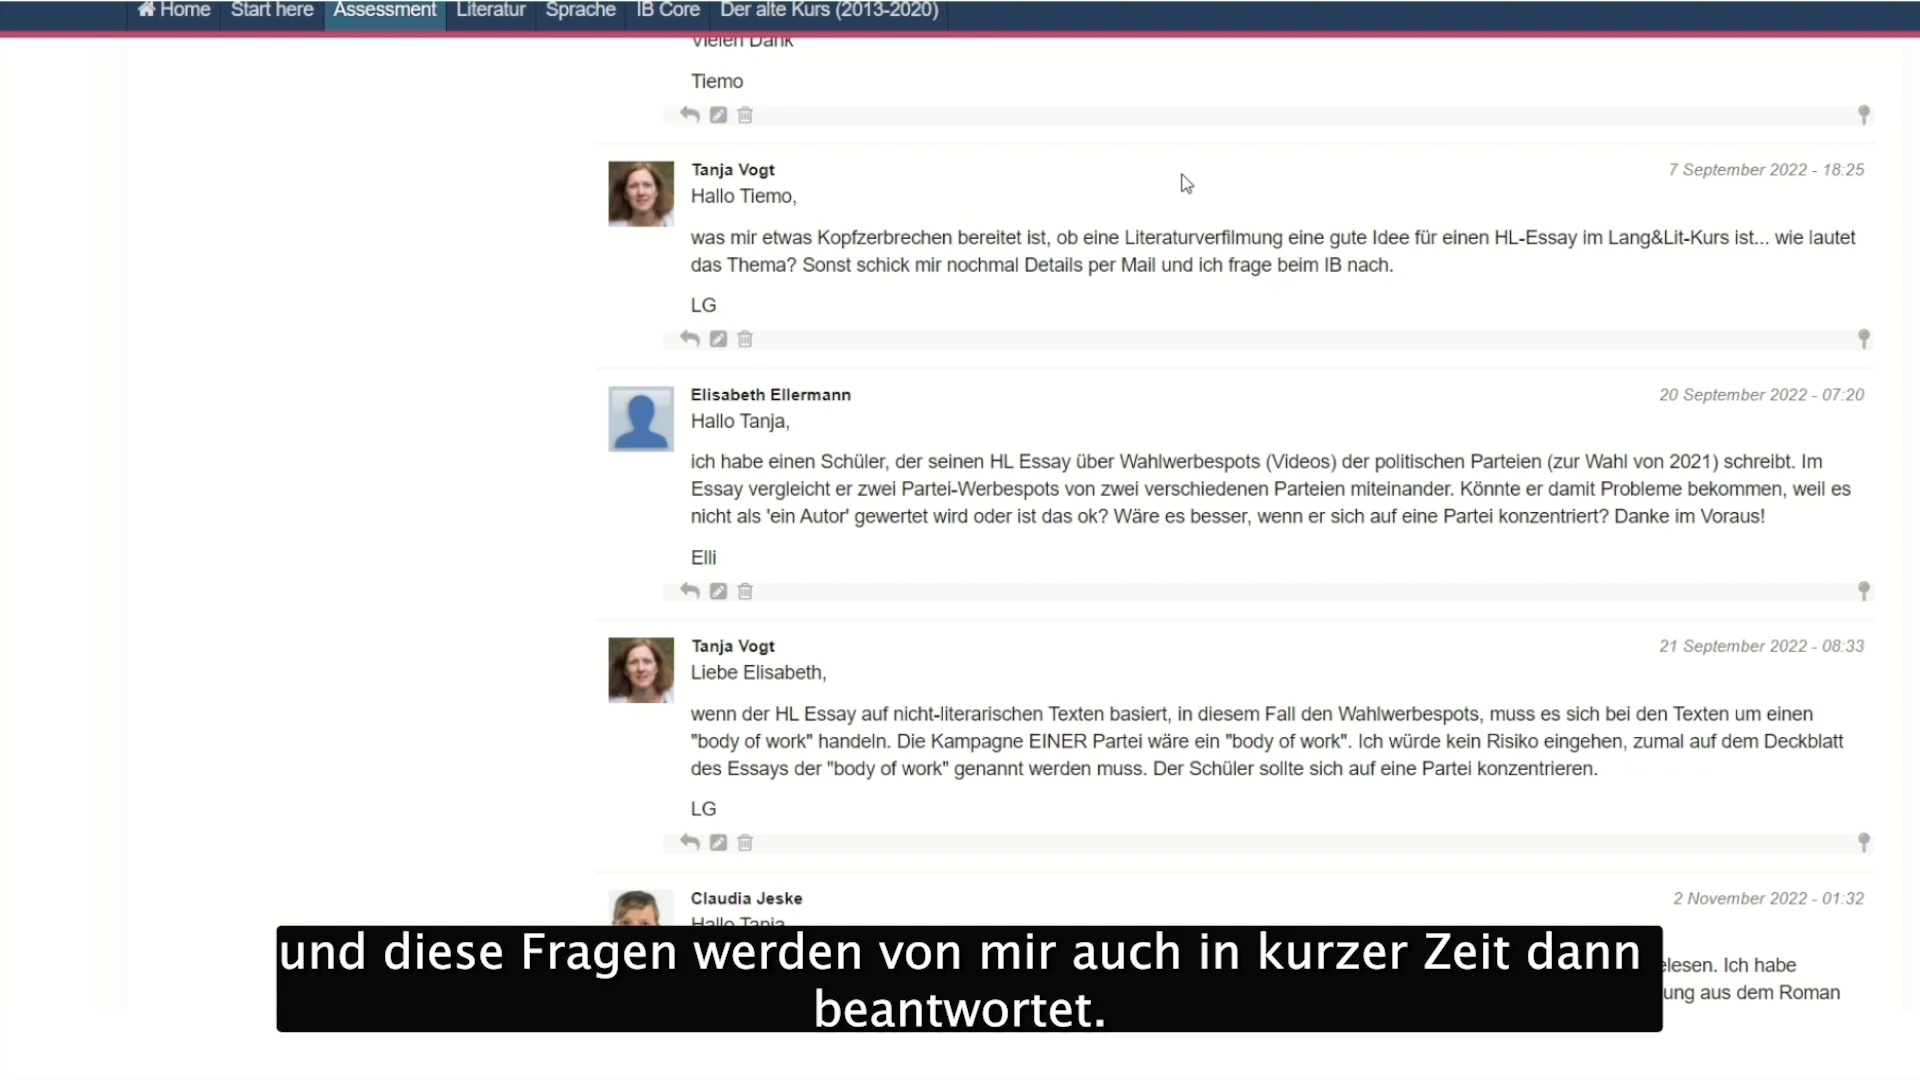 Home Start here Assessment Literatur Sprache IB Core Der alte Kurs (2013-2020)
Vielen Dank
Tiemo
Tanja Vogt 7 September 2022 - 18:25
Hallo Tiemo,
was mir etwas Kopfzerbrechen bereitet ist, ob eine Literaturverfilmung eine gute Idee für einen HL-Essay im Lang&Lit-Kurs ist... wie lautet
das Thema? Sonst schick mir nochmal Details per Mail und ich frage beim IB nach.
LG
Elisabeth Ellermann 20 September 2022 - 07:20
Hallo Tanja,
ich habe einen Schüler, der seinen HL Essay über Wahlwerbespots (Videos) der politischen Parteien (zur Wahl von 2021) schreibt. Im
Essay vergleicht er zwei Partei-Werbespots von zwei verschiedenen Parteien miteinander. Könnte er damit Probleme bekommen, weil es
nicht als 'ein Autor' gewertet wird oder ist das ok? Wäre es besser, wenn er sich auf eine Partei konzentriert? Danke im Voraus!
Elli
Tanja Vogt 21 September 2022 - 08:33
Liebe Elisabeth,
wenn der HL Essay auf nicht-literarischen Texten basiert, in diesem Fall den Wahlwerbespots, muss es sich bei den Texten um einen
"body of work" handeln. Die Kampagne EINER Partei wäre ein "body of work". Ich würde kein Risiko eingehen, zumal auf dem Deckblatt
des Essays der "body of work" genannt werden muss. Der Schüler sollte sich auf eine Partei konzentrieren.
LG
Claudia Jeske 2 November 2022 - 01:32
Hallo Tanja
elesen. Ich habe
ung aus dem Roman
und diese Fragen werden von mir auch in kurzer Zeit dann
beantwortet.